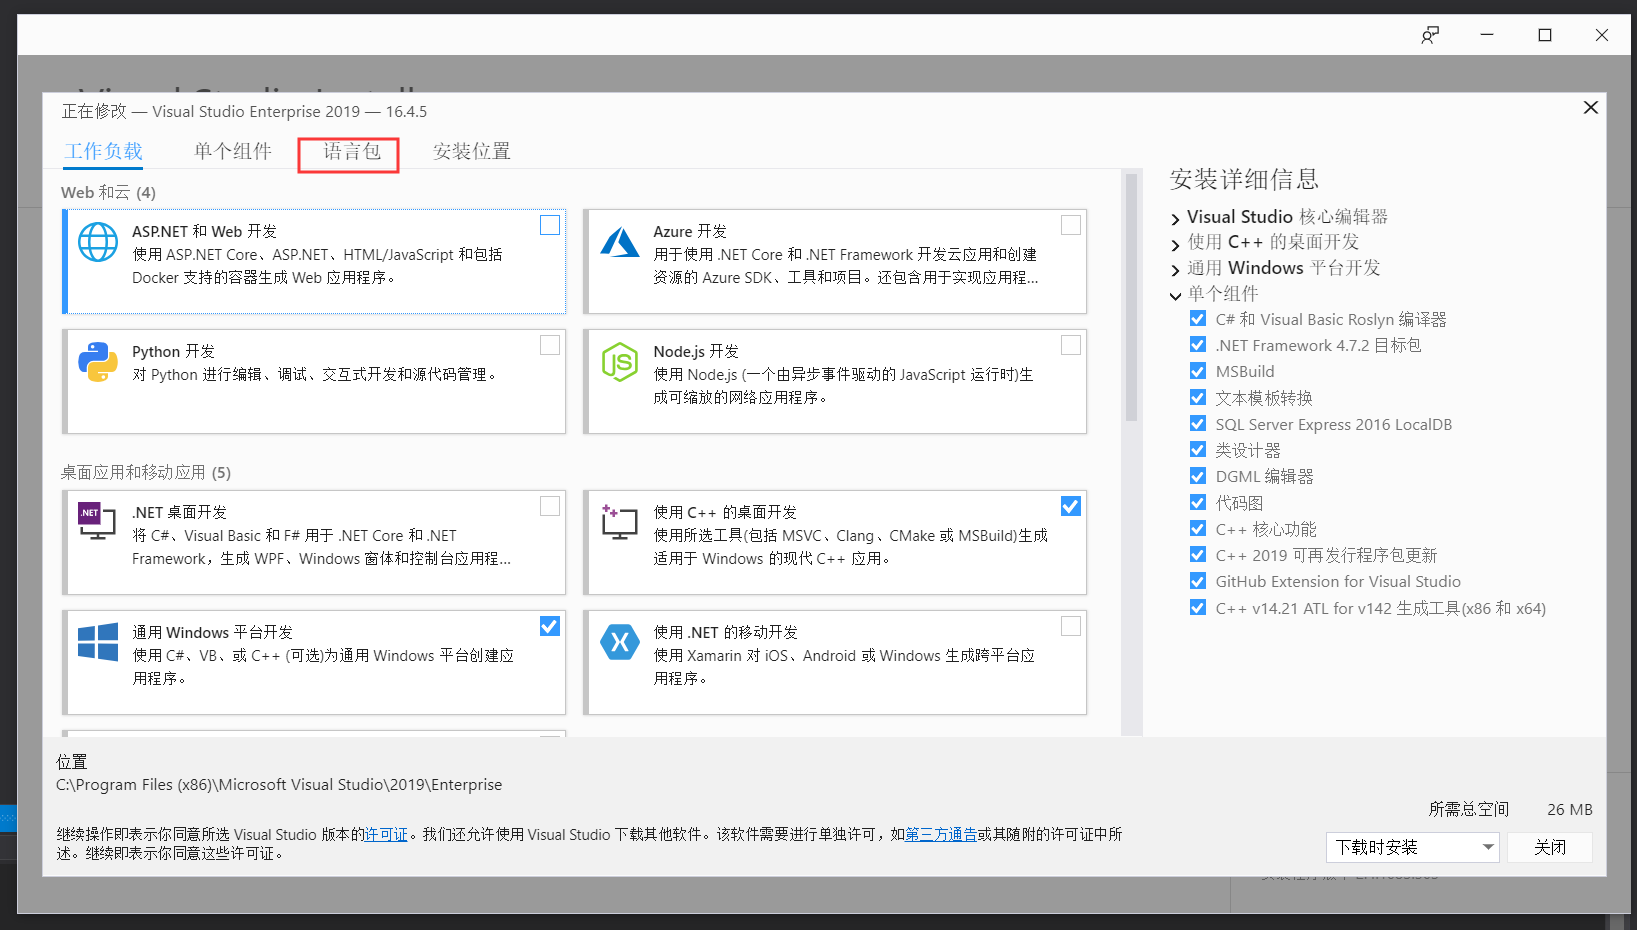 正在修改 — Visual Studio Enterprise 2019 — 16.4.5
工作负载
单个组件
语言包
安装位置
Web 和云 (4)
ASP.NET 和 Web 开发
使用 ASP.NET Core、ASP.NET、HTML/JavaScript 和包括
Docker 支持的容器生成 Web 应用程序。
Azure 开发
用于使用 .NET Core 和 .NET Framework 开发云应用和创建
资源的 Azure SDK、工具和项目。还包含用于实现应用程...
Python 开发
对 Python 进行编辑、调试、交互式开发和源代码管理。
Node.js 开发
使用 Node.js (一个由异步事件驱动的 JavaScript 运行时)生
成可缩放的网络应用程序。
桌面应用和移动应用 (5)
.NET
.NET 桌面开发
将 C#、Visual Basic 和 F# 用于 .NET Core 和 .NET
Framework，生成 WPF、Windows 窗体和控制台应用程...
使用 C++ 的桌面开发
使用所选工具(包括 MSVC、Clang、CMake 或 MSBuild)生成
适用于 Windows 的现代 C++ 应用。
通用 Windows 平台开发
使用 C#、VB、或 C++ (可选)为通用 Windows 平台创建应
用程序。
使用 .NET 的移动开发
使用 Xamarin 对 iOS、Android 或 Windows 生成跨平台应
用程序。
安装详细信息
Visual Studio 核心编辑器
使用 C++ 的桌面开发
通用 Windows 平台开发
单个组件
C# 和 Visual Basic Roslyn 编译器
.NET Framework 4.7.2 目标包
MSBuild
文本模板转换
SQL Server Express 2016 LocalDB
类设计器
DGML 编辑器
代码图
C++ 核心功能
C++ 2019 可再发行程序包更新
GitHub Extension for Visual Studio
C++ v14.21 ATL for v142 生成工具(x86 和 x64)
位置
C:\Program Files (x86)\Microsoft Visual Studio\2019\Enterprise
所需总空间 26 MB
继续操作即表示你同意所选 Visual Studio 版本的许可证。我们还允许使用 Visual Studio 下载其他软件。该软件需要进行单独许可，如第三方通告或其随附的许可证中所
述。继续即表示你同意这些许可证。
下载时安装
关闭